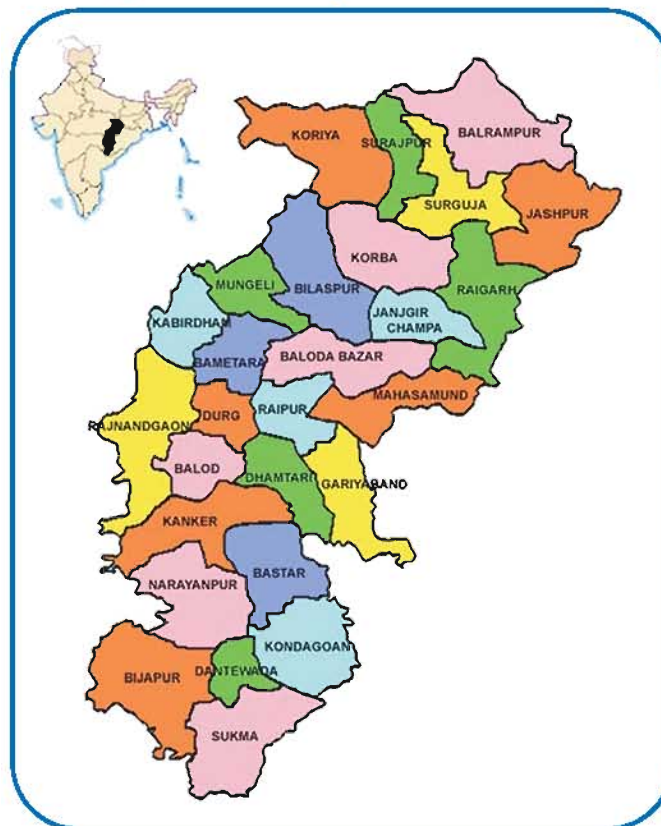 KORIYA
SURAJPUR
BALRAMPUR
SURGUJA
JASHPUR
KORBA
MUNGELI
BILASPUR
RAIGARH
JANJGIR
CHAMPA
KABIRDHAM
BAMETARA
BALODA BAZAR
MAHASAMUND
RAJNANDGAON
DURG
RAIPUR
BALOD
DHAMTARI
GARIYABAND
KANKER
BASTAR
NARAYANPUR
KONDAGOAN
DANTEWADA
BIJAPUR
SUKMA